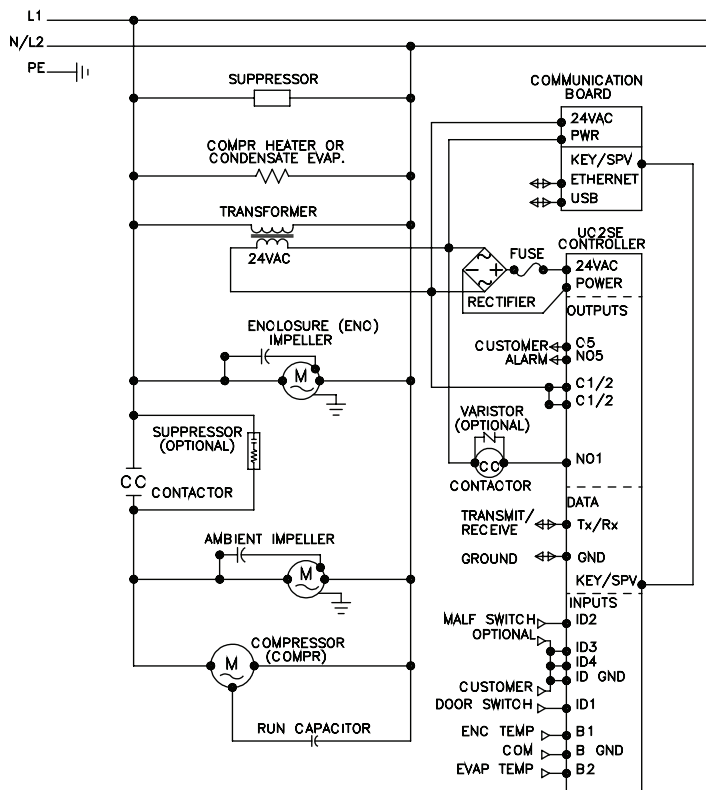 L1
N/L2
PE
SUPPRESSOR
COMMUNICATION
BOARD
24VAC
PWR
KEY/SPV
ETHERNET
USB
COMPR HEATER OR
CONDENSATE EVAP.
TRANSFORMER
24VAC
UC2SE
CONTROLLER
FUSE
24VAC
POWER
RECTIFIER
OUTPUTS
ENCLOSURE (ENC)
IMPELLER
M
CUSTOMER
ALARM
C5
NO5
C1/2
C1/2
VARISTOR
(OPTIONAL)
SUPPRESSOR
(OPTIONAL)
CC
NO1
CC
CONTACTOR
CONTACTOR
DATA
TRANSMIT/
RECEIVE
Tx/Rx
AMBIENT IMPELLER
M
GROUND
GND
KEY/SPV
INPUTS
MALF SWITCH
ID2
OPTIONAL
ID3
ID4
ID GND
COMPRESSOR
(COMPR)
M
CUSTOMER
DOOR SWITCH
ID1
RUN CAPACITOR
ENC TEMP
B1
COM
B GND
EVAP TEMP
B2